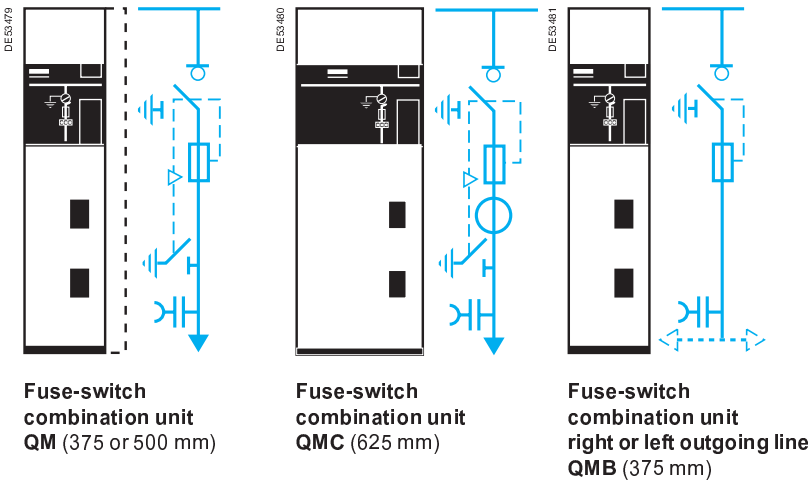 DE53479
DE53480
DE53481
Fuse-switch
combination unit
QM (375 or 500 mm)
Fuse-switch
combination unit
QMC (625 mm)
Fuse-switch
combination unit
right or left outgoing line
QMB (375 mm)